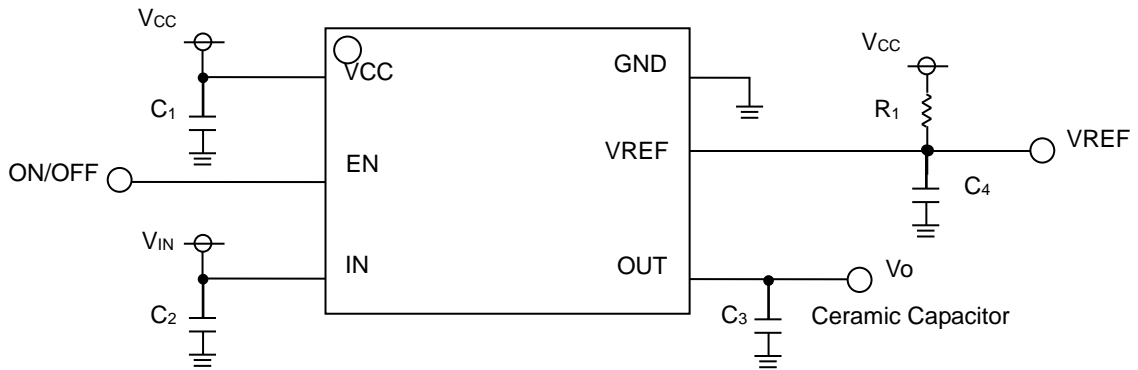 VCC
VCC
C1
ON/OFF
EN
VIN
IN
C2
GND
VCC
R1
VREF
VREF
C4
OUT
Vo
C3
Ceramic Capacitor